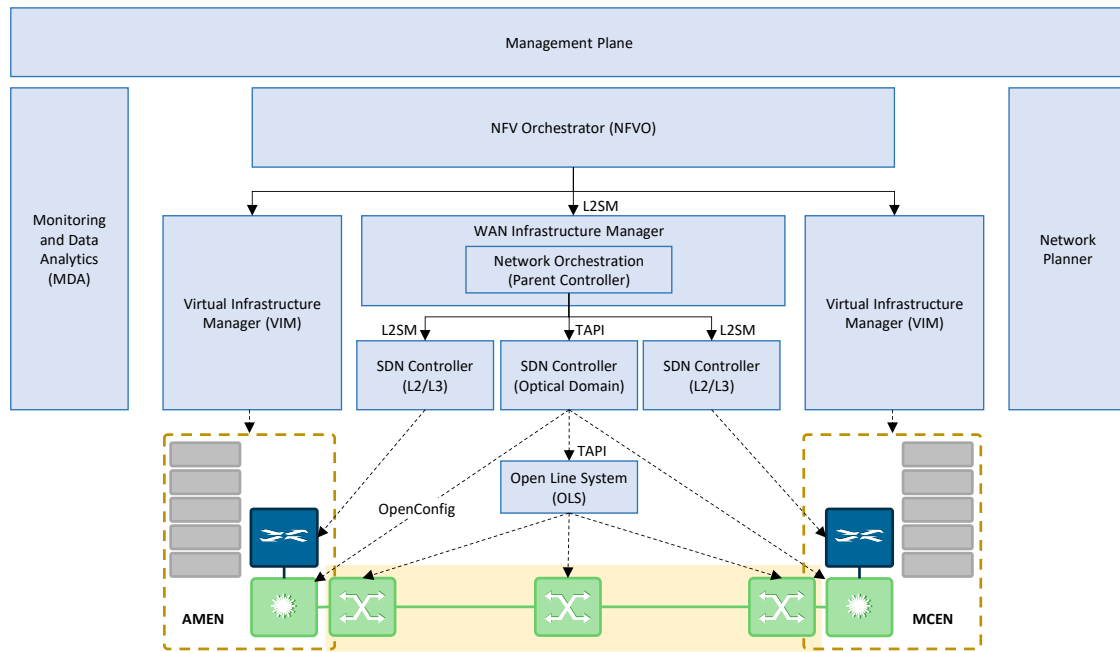 Management Plane
NFV Orchestrator (NFVO)
Monitoring
and Data
Analytics
(MDA)
Network
Planner
L2SM
WAN Infrastructure Manager
Network Orchestration
(Parent Controller)
Virtual Infrastructure
Manager (VIM)
Virtual Infrastructure
Manager (VIM)
L2SM
TAPI
L2SM
SDN Controller
(L2/L3)
SDN Controller
(Optical Domain)
SDN Controller
(L2/L3)
TAPI
Open Line System
(OLS)
OpenConfig
AMEN
MCEN